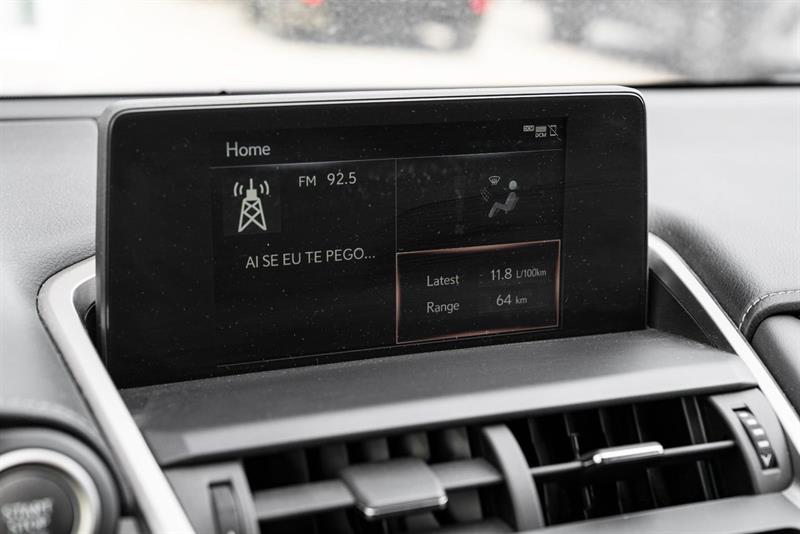 Home
DCM
DCM
FM 92.5
AI SE EU TE PEGO...
Latest 11.8 L/100km
Range 64 km
START
STOP